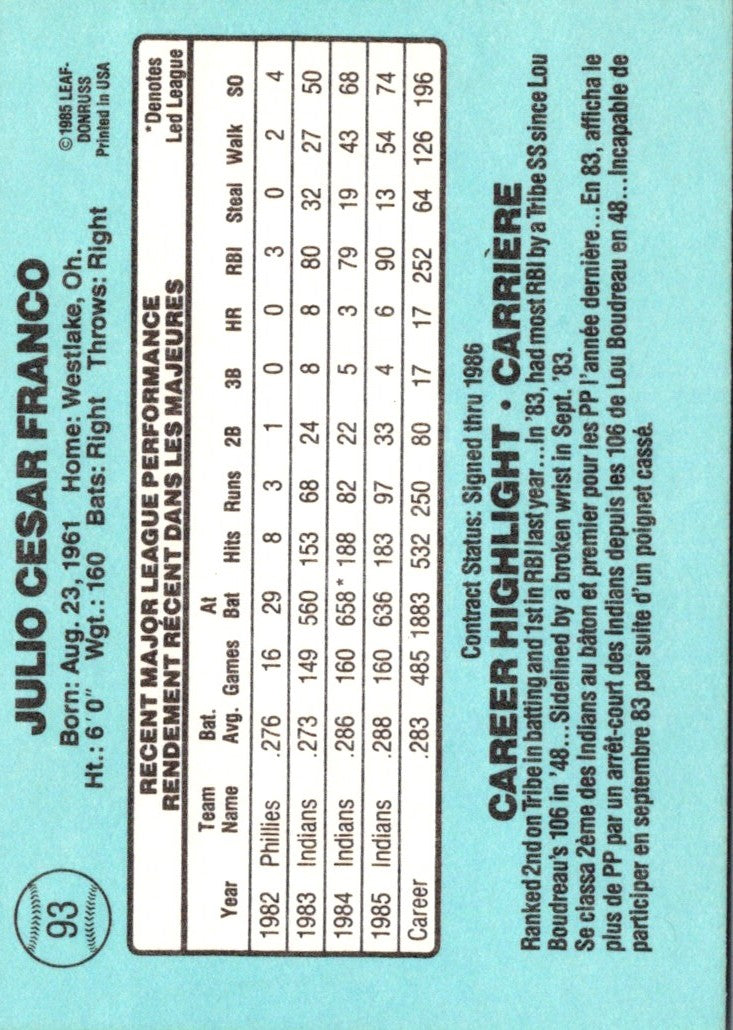 93
JULIO CESAR FRANCO
Born: Aug. 23, 1961 Home: Westlake, Oh.
Ht.: 6'0" Wgt.: 160 Bats: Right Throws: Right
©1985 LEAF-
DONRUSS
Printed in USA
RECENT MAJOR LEAGUE PERFORMANCE
RENDEMENT RÉCENT DANS LES MAJEURES
*Denotes
Led League
Year Team Name Bat. Avg. Games At Bat Hits Runs 2B 3B HR RBI Steal Walk SO
1982 Phillies .276 16 29 8 3 1 0 0 3 0 2 4
1983 Indians .273 149 560 153 68 24 8 8 80 32 27 50
1984 Indians .286 160 658* 188 82 22 5 3 79 19 43 68
1985 Indians .288 160 636 183 97 33 4 6 90 13 54 74
Career .283 485 1883 532 250 80 17 17 252 64 126 196
Contract Status: Signed thru 1986
CAREER HIGHLIGHT • CARRIÈRE
Ranked 2nd on Tribe in batting and 1st in RBI last year...In '83, had most RBI by a Tribe SS since Lou
Boudreau's 106 in '48...Sidelined by a broken wrist in Sept. '83.
Se classa 2ème des Indians au bâton et premier pour les PP l'année dernière...En 83, afficha le
plus de PP par un arrêt-court des Indians depuis les 106 de Lou Boudreau en 48...Incapable de
participer en septembre 83 par suite d'un poignet cassé.